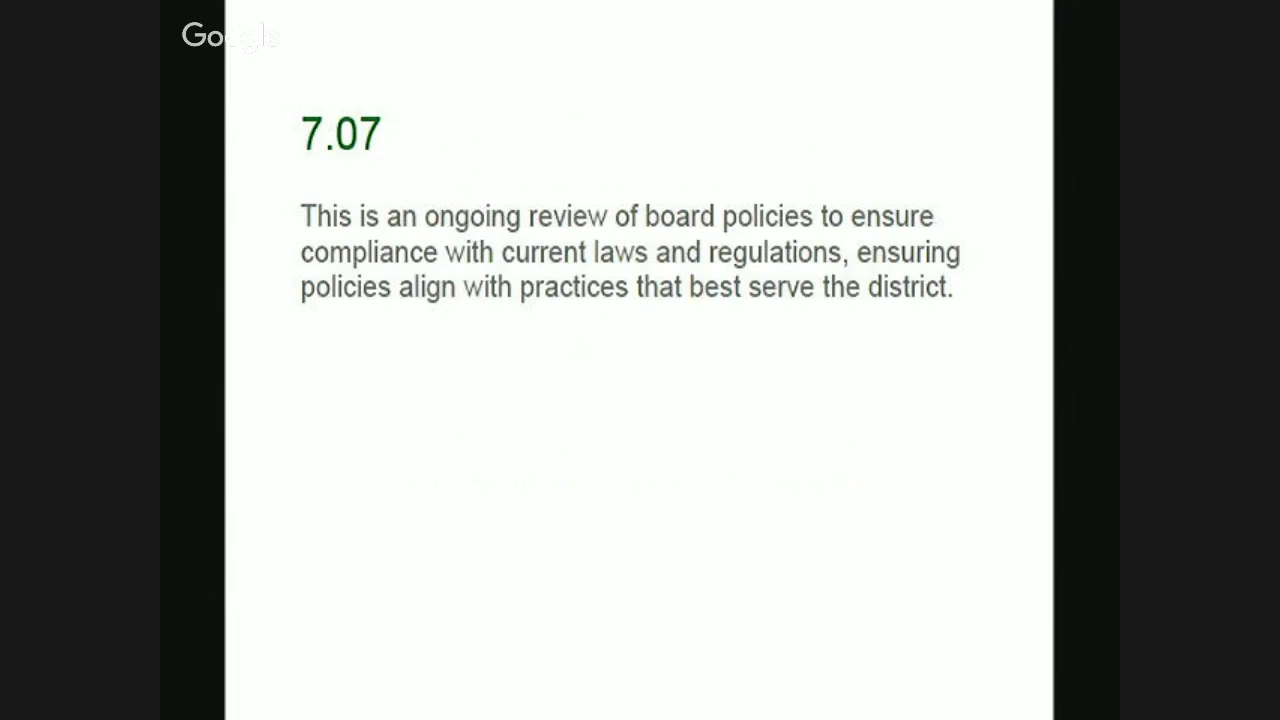 Google
7.07
This is an ongoing review of board policies to ensure
compliance with current laws and regulations, ensuring
policies align with practices that best serve the district.